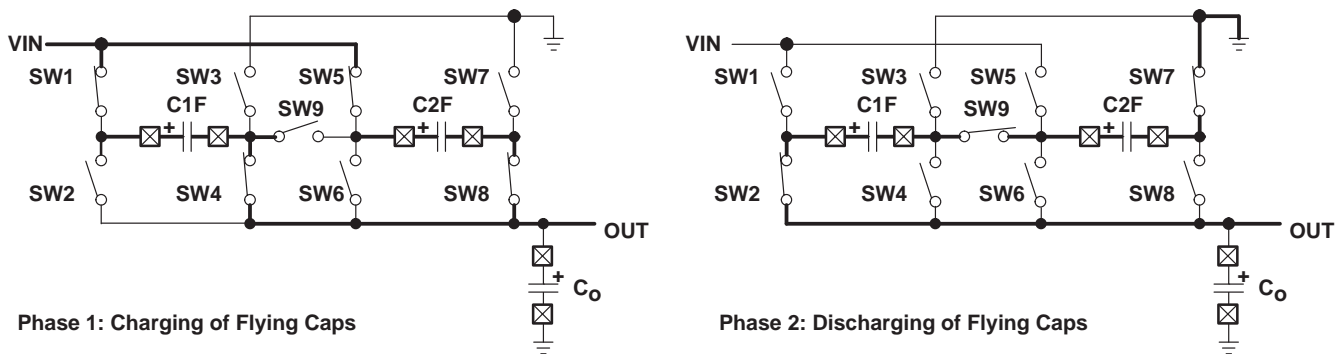 VIN
SW1
SW3
SW5
SW7
C1F
SW9
C2F
+
+
SW2
SW4
SW6
SW8
OUT
+
Co
Phase 1: Charging of Flying Caps
VIN
SW1
SW3
SW5
SW7
C1F
SW9
C2F
+
+
SW2
SW4
SW6
SW8
OUT
+
Co
Phase 2: Discharging of Flying Caps